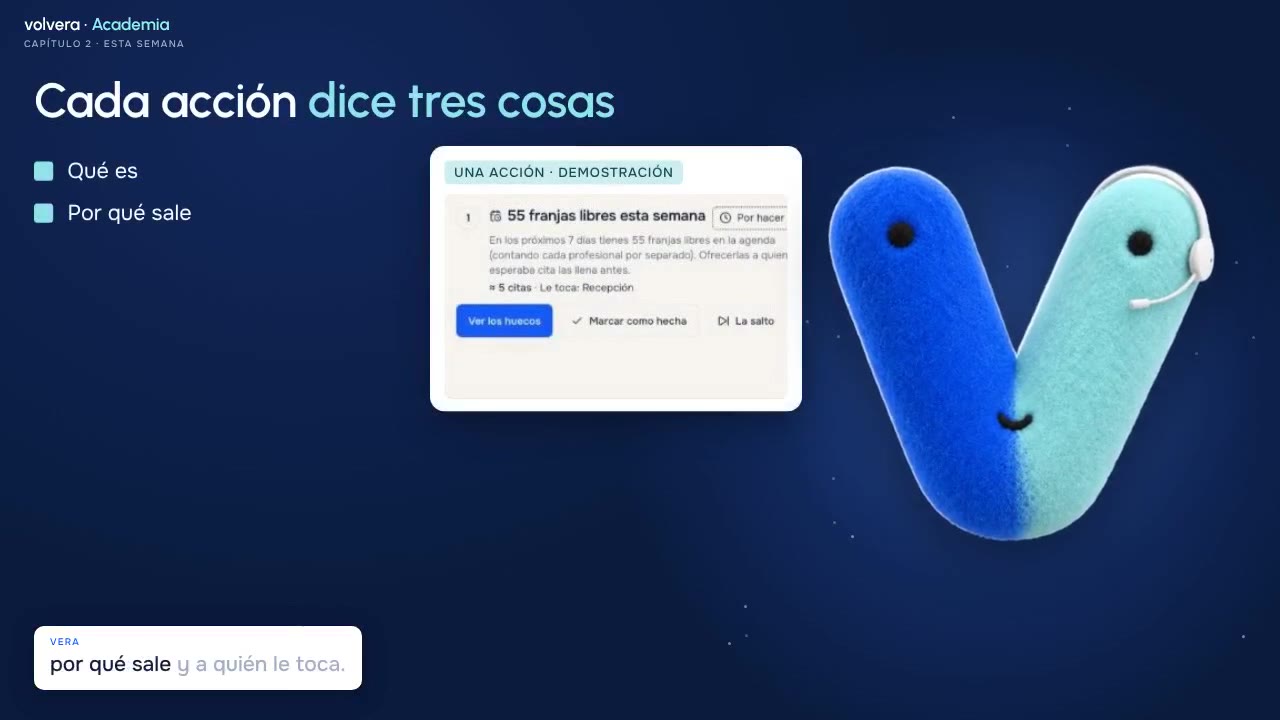 volvera · Academia
CAPÍTULO 2 · ESTA SEMANA
Cada acción dice tres cosas
Qué es
Por qué sale
UNA ACCIÓN · DEMOSTRACIÓN
1
55 franjas libres esta semana
Por hacer
En los próximos 7 días tienes 55 franjas libres en la agenda
(contando cada profesional por separado). Ofrecerlas a quien
esperaba cita las llena antes.
≈ 5 citas · Le toca: Recepción
Ver los huecos
Marcar como hecha
La salto
VERA
por qué sale y a quién le toca.